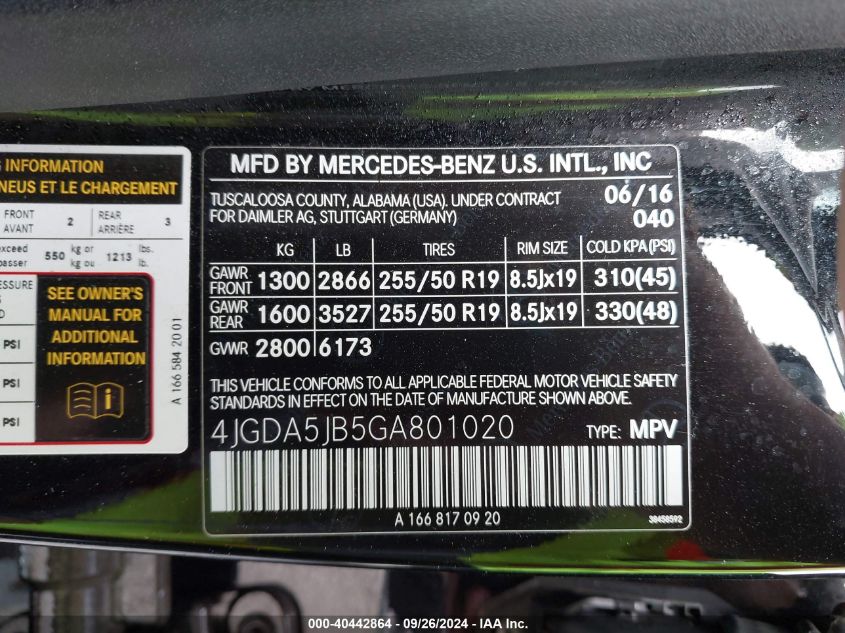 G INFORMATION
NEUS ET LE CHARGEMENT
FRONT 2 REAR 3
AVANT ARRIÈRE
exceed 550 kg or 1213 lbs.
passer kg ou lb.
PRESSURE
PSI
PSI
PSI
SEE OWNER'S
MANUAL FOR
ADDITIONAL
INFORMATION
A 166 584 20 01
MFD BY MERCEDES-BENZ U.S. INTL., INC
TUSCALOOSA COUNTY, ALABAMA (USA). UNDER CONTRACT 06/16
FOR DAIMLER AG, STUTTGART (GERMANY) 040
KG LB TIRES RIM SIZE COLD KPA(PSI)
GAWR FRONT 1300 2866 255/50 R19 8.5Jx19 310(45)
GAWR REAR 1600 3527 255/50 R19 8.5Jx19 330(48)
GVWR 2800 6173
THIS VEHICLE CONFORMS TO ALL APPLICABLE FEDERAL MOTOR VEHICLE SAFETY
STANDARDS IN EFFECT ON THE DATE OF MANUFACTURE SHOWN ABOVE.
4JGDA5JB5GA801020 TYPE: MPV
A 166 817 09 20
38458592
000-40442864 - 09/26/2024 - IAA Inc.